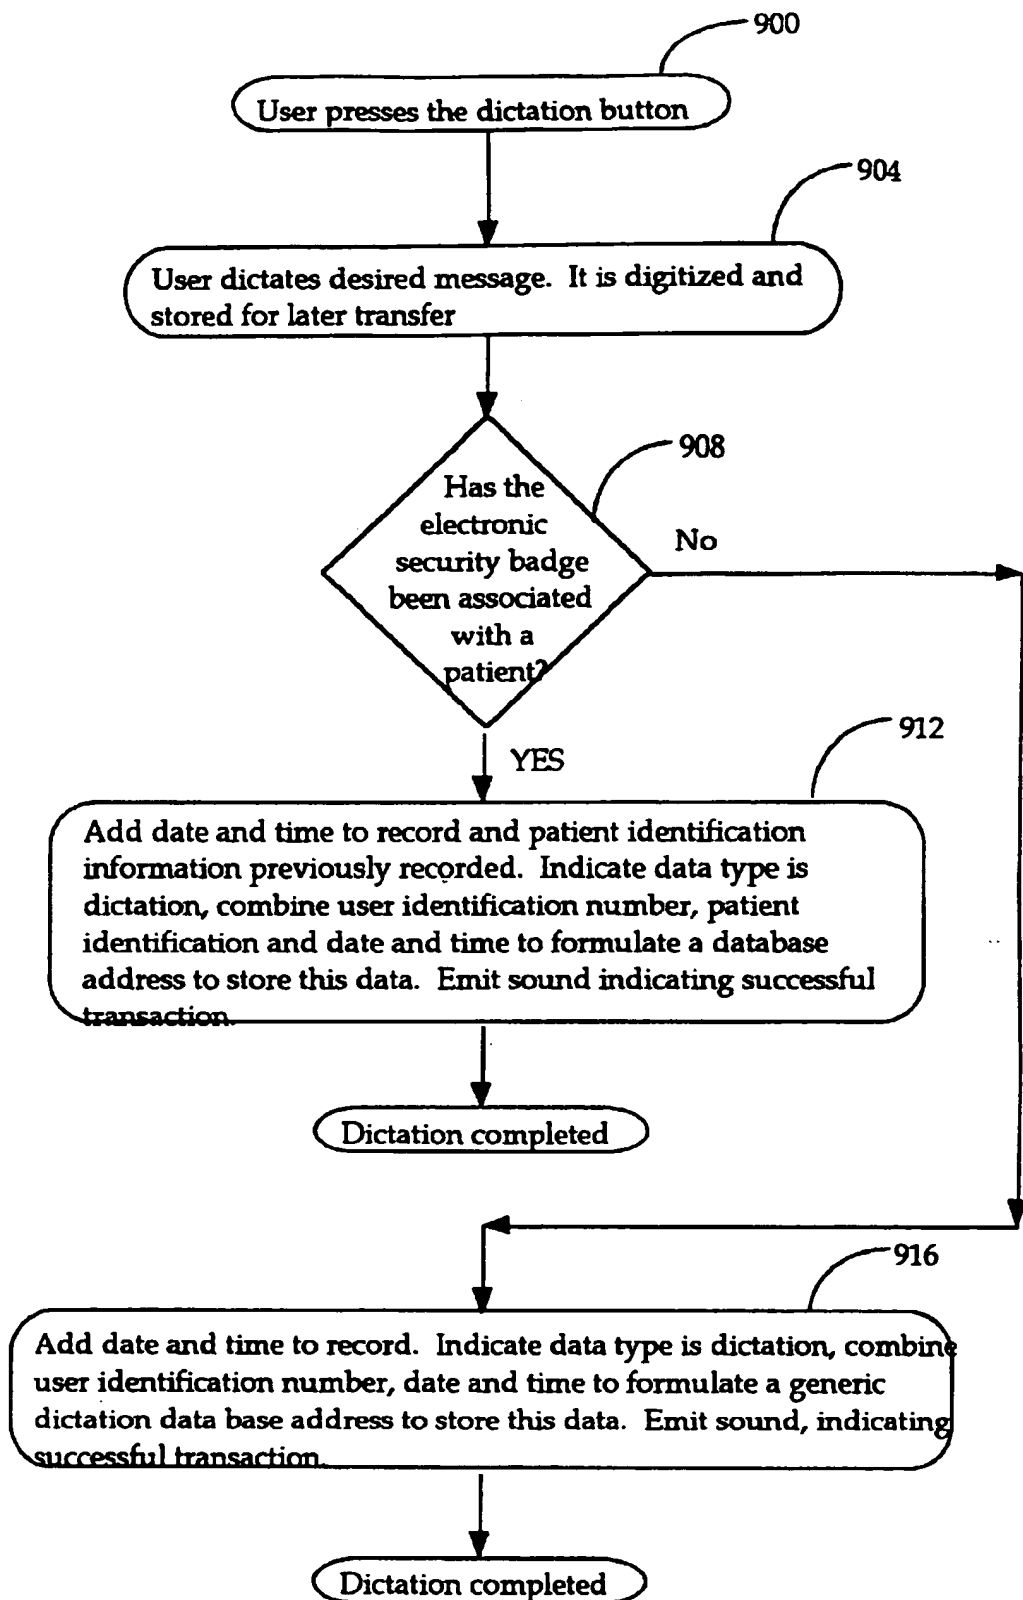 900
User presses the dictation button
904
User dictates desired message.  It is digitized and
stored for later transfer
908
Has the
electronic
security badge
been associated
with a
patient?
No
YES
912
Add date and time to record and patient identification
information previously recorded.  Indicate data type is
dictation, combine user identification number, patient
identification and date and time to formulate a database
address to store this data.  Emit sound indicating successful
transaction.
Dictation completed
916
Add date and time to record.  Indicate data type is dictation, combine
user identification number, date and time to formulate a generic
dictation data base address to store this data.  Emit sound, indicating
successful transaction.
Dictation completed